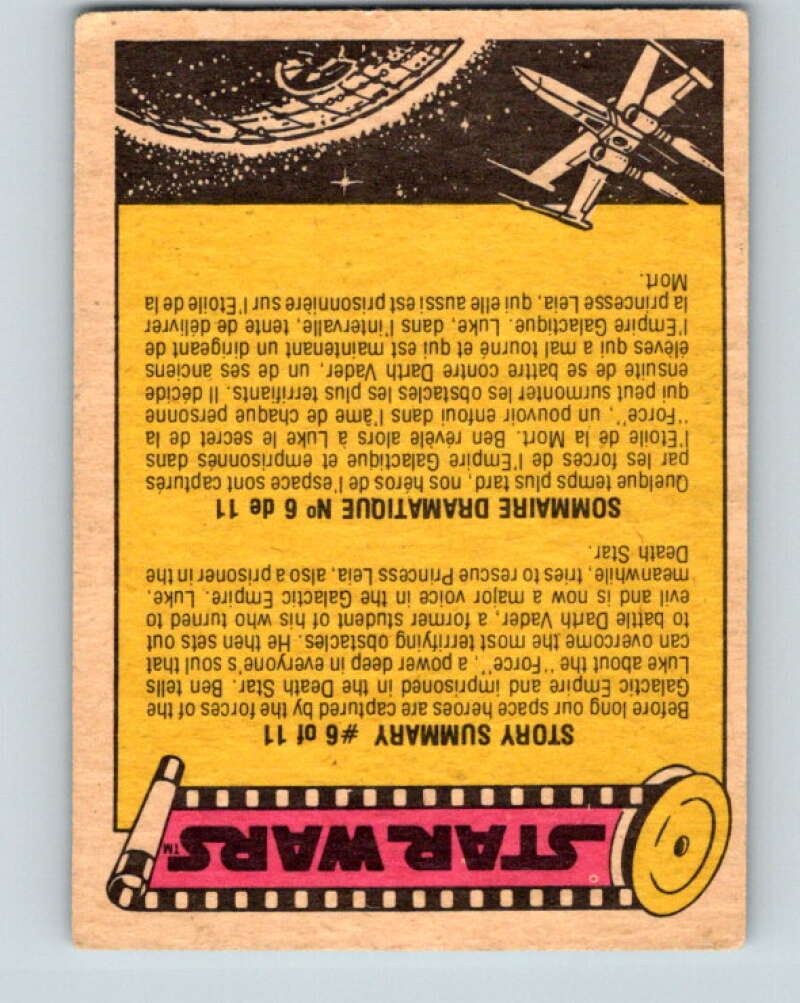 STAR WARS™
STORY SUMMARY #6 of 11
Before long our space heroes are captured by the forces of the
Galactic Empire and imprisoned in the Death Star. Ben tells
Luke about the "Force", a power deep in everyone's soul that
can overcome the most terrifying obstacles. He then sets out
to battle Darth Vader, a former student of his who turned to
evil and is now a major voice in the Galactic Empire. Luke,
meanwhile, tries to rescue Princess Leia, also a prisoner in the
Death Star.
SOMMAIRE DRAMATIQUE Nº 6 de 11
Quelque temps plus tard, nos héros de l'espace sont capturés
par les forces de l'Empire Galactique et emprisonnés dans
l'Etoile de la Mort. Ben révèle alors à Luke le secret de la
"Force", un pouvoir enfoui dans l'âme de chaque personne
qui peut surmonter les obstacles les plus terrifiants. Il décide
ensuite de se battre contre Darth Vader, un de ses anciens
élèves qui a mal tourné et qui est maintenant un dirigeant de
l'Empire Galactique. Luke, dans l'intervalle, tente de délivrer
la princesse Leia, qui elle aussi est prisonnière sur l'Etoile de la
Mort.